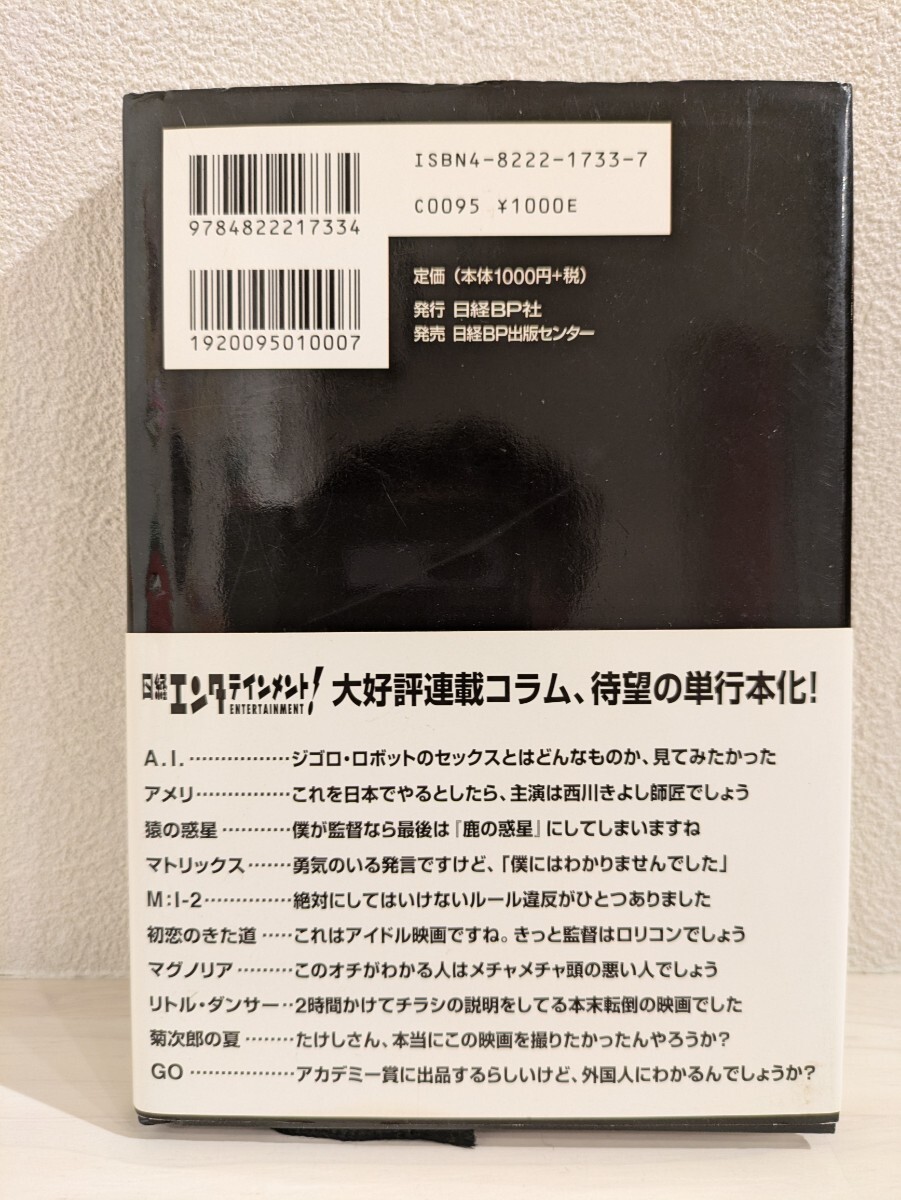 ISBN4-8222-1733-7
C0095 ¥1000E
9784822217334
1920095010007
定価（本体1000円+税）
発行 日経BP社
発売 日経BP出版センター
日経エンタテインメント! 大好評連載コラム、待望の単行本化!
ENTERTAINMENT
A.I.………………ジゴロ・ロボットのセックスとはどんなものか、見てみたかった
アメリ……………これを日本でやるとしたら、主演は西川きよし師匠でしょう
猿の惑星…………僕が監督なら最後は『鹿の惑星』にしてしまいますね
マトリックス……勇気のいる発言ですけど、「僕にはわかりませんでした」
M:I-2……………絶対にしてはいけないルール違反がひとつありました
初恋のきた道……これはアイドル映画ですね。きっと監督はロリコンでしょう
マグノリア………このオチがわかる人はメチャメチャ頭の悪い人でしょう
リトル・ダンサー‥2時間かけてチラシの説明をしてる本末転倒の映画でした
菊次郎の夏………たけしさん、本当にこの映画を撮りたかったんやろうか?
GO………………アカデミー賞に出品するらしいけど、外国人にわかるんでしょうか?